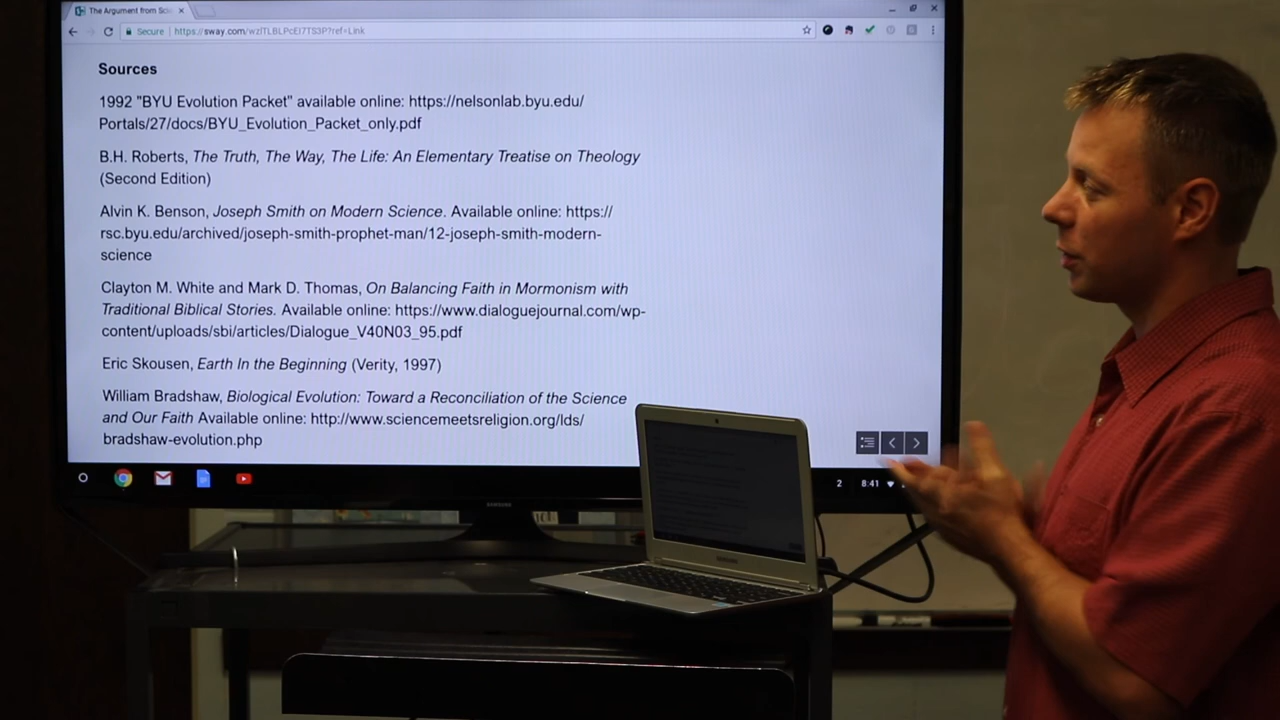 The Argument from Sci
Secure https://sway.com/wzlTLBLPcEI7TS3P?ref=Link
Sources
1992 "BYU Evolution Packet" available online: https://nelsonlab.byu.edu/
Portals/27/docs/BYU_Evolution_Packet_only.pdf
B.H. Roberts, The Truth, The Way, The Life: An Elementary Treatise on Theology
(Second Edition)
Alvin K. Benson, Joseph Smith on Modern Science. Available online: https://
rsc.byu.edu/archived/joseph-smith-prophet-man/12-joseph-smith-modern-
science
Clayton M. White and Mark D. Thomas, On Balancing Faith in Mormonism with
Traditional Biblical Stories. Available online: https://www.dialoguejournal.com/wp-
content/uploads/sbi/articles/Dialogue_V40N03_95.pdf
Eric Skousen, Earth In the Beginning (Verity, 1997)
William Bradshaw, Biological Evolution: Toward a Reconciliation of the Science
and Our Faith Available online: http://www.sciencemeetsreligion.org/lds/
bradshaw-evolution.php
2 8:41
SAMSUNG